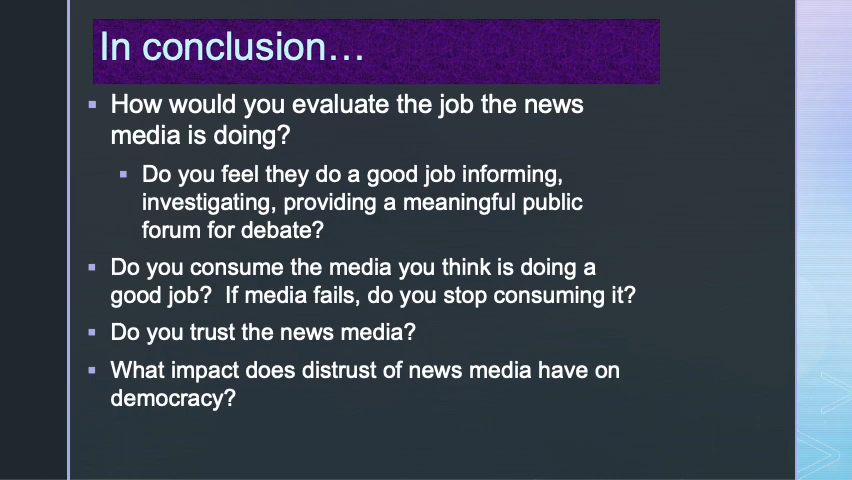 In conclusion…
How would you evaluate the job the news
media is doing?
Do you feel they do a good job informing,
investigating, providing a meaningful public
forum for debate?
Do you consume the media you think is doing a
good job?  If media fails, do you stop consuming it?
Do you trust the news media?
What impact does distrust of news media have on
democracy?